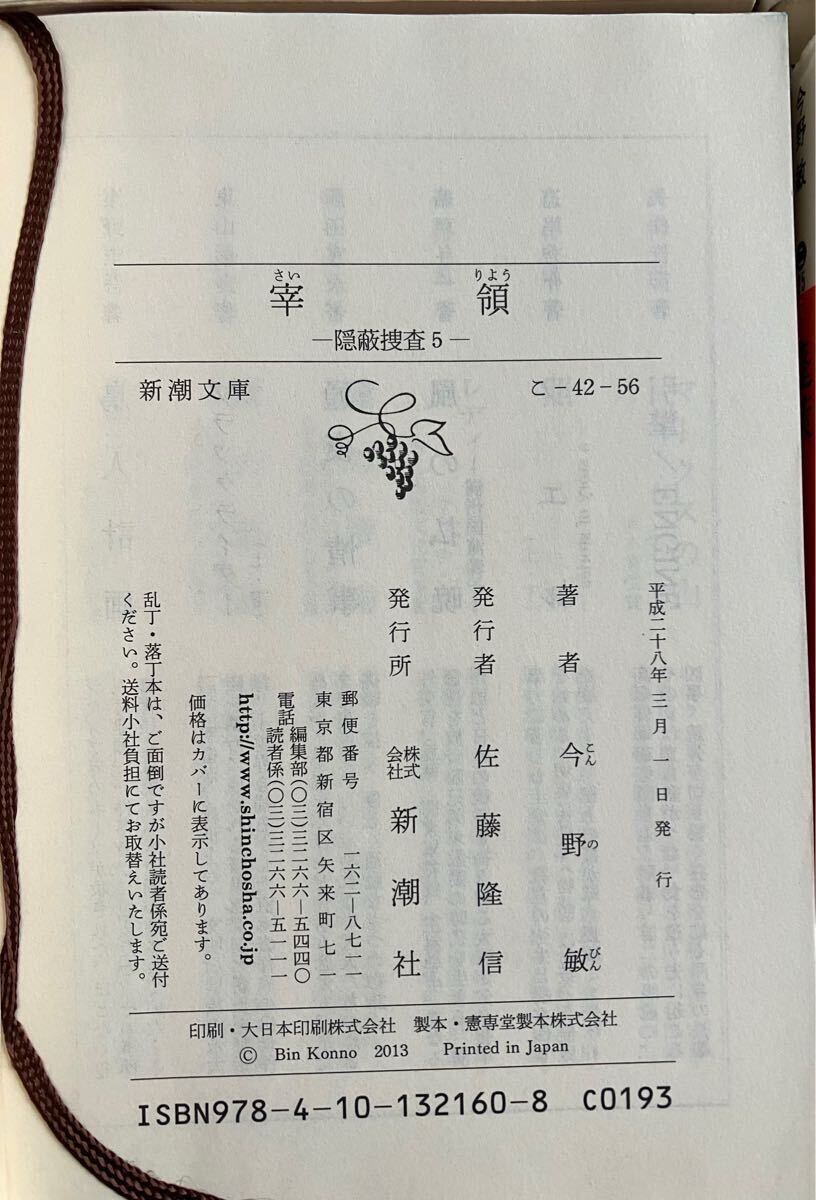 さい りよう
宰領
―隠蔽捜査5―
新潮文庫 こ-42-56
平成二十八年三月一日発行
著者 今野敏
こん の びん
発行者 佐藤隆信
発行所 株式会社 新潮社
郵便番号 一六二―八七一一
東京都新宿区矢来町七一
電話 編集部(〇三)三二六六―五四四〇
読者係(〇三)三二六六―五一一一
http://www.shinchosha.co.jp
価格はカバーに表示してあります。
乱丁・落丁本は、ご面倒ですが小社読者係宛ご送付
ください。送料小社負担にてお取替えいたします。
印刷・大日本印刷株式会社 製本・憲専堂製本株式会社
© Bin Konno 2013 Printed in Japan
ISBN978-4-10-132160-8 C0193
今野敏